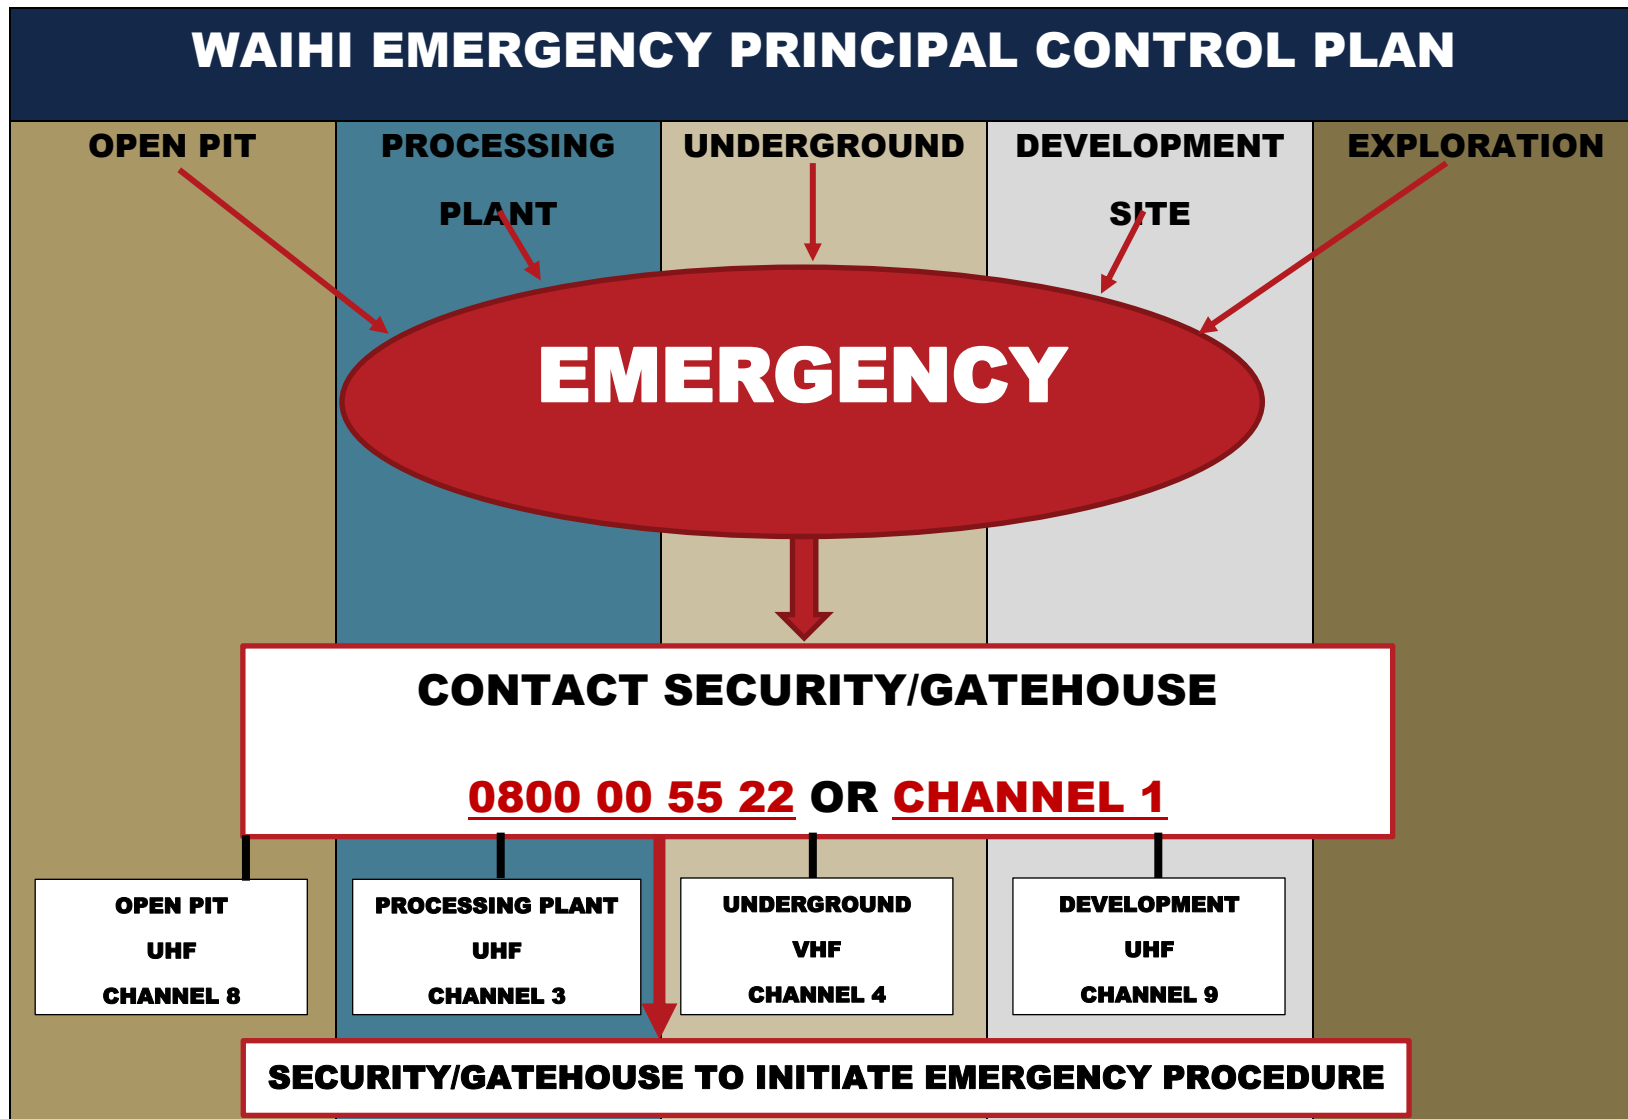 WAIHI EMERGENCY PRINCIPAL CONTROL PLAN
OPEN PIT
PROCESSING
PLANT
UNDERGROUND
DEVELOPMENT
SITE
EXPLORATION
EMERGENCY
CONTACT SECURITY/GATEHOUSE
0800 00 55 22 OR CHANNEL 1
OPEN PIT
UHF
CHANNEL 8
PROCESSING PLANT
UHF
CHANNEL 3
UNDERGROUND
VHF
CHANNEL 4
DEVELOPMENT
UHF
CHANNEL 9
SECURITY/GATEHOUSE TO INITIATE EMERGENCY PROCEDURE